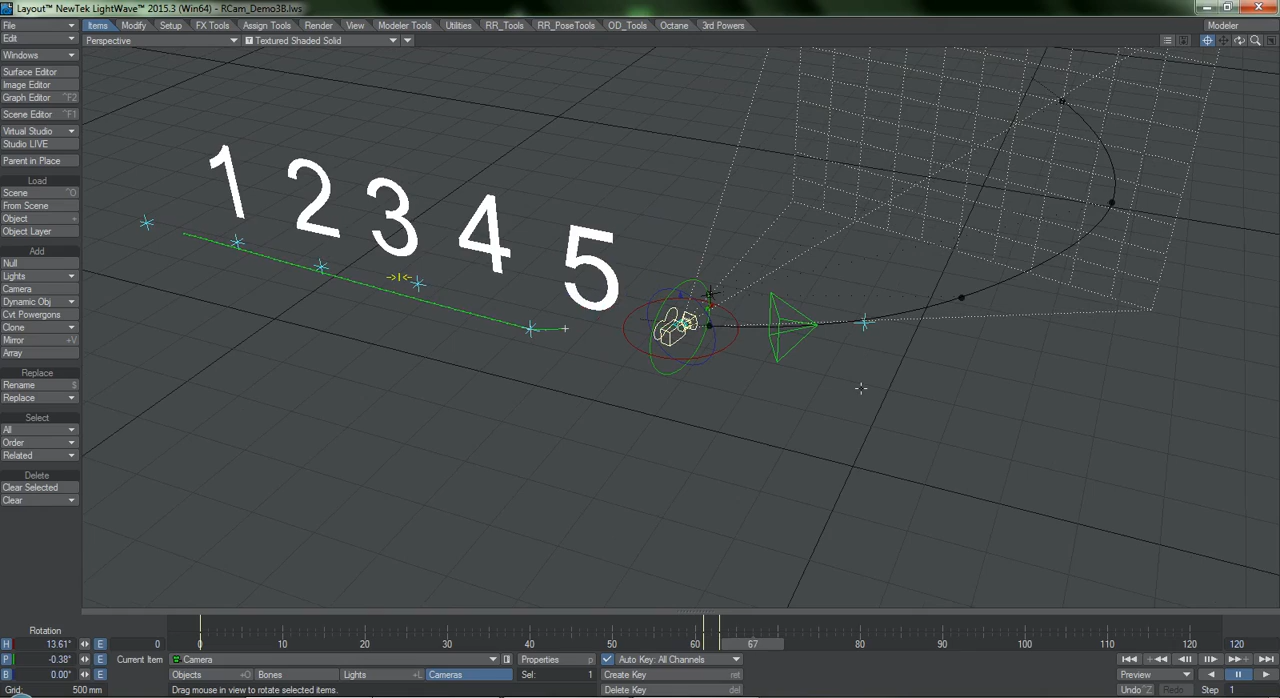 Layout™ NewTek LightWave™ 2015.3 (Win64) - RCam_Demo3B.lws
File
Items Modify Setup FX Tools Assign Tools Render View Modeler Tools Utilities RR_Tools RR_PoseTools OD_Tools Octane 3rd Powers Modeler
Edit
Perspective Textured Shaded Solid
Windows
Surface Editor
Image Editor
Graph Editor ^F2
Scene Editor ^F1
Virtual Studio
Studio LIVE
Parent in Place
Load
Scene ^O
From Scene
Object +
Object Layer
Add
Null
Lights
Camera
Dynamic Obj
Cvt Powergons
Clone
Mirror +V
Array
Replace
Rename $
Replace
Select
All
Order
Related
Delete
Clear Selected
Clear
1 2 3 4 5
Rotation
H 13.61° E 0
0 10 20 30 40 50 60 67 80 90 100 110 120 120
P -0.38° E Current Item Camera Properties p Auto Key: All Channels
B 0.00° E Objects +O Bones Lights +L Cameras Sel: 1 Create Key ret Preview
Grid: 500 mm Drag mouse in view to rotate selected items. Delete Key del Undo ^Z Redo Step 1